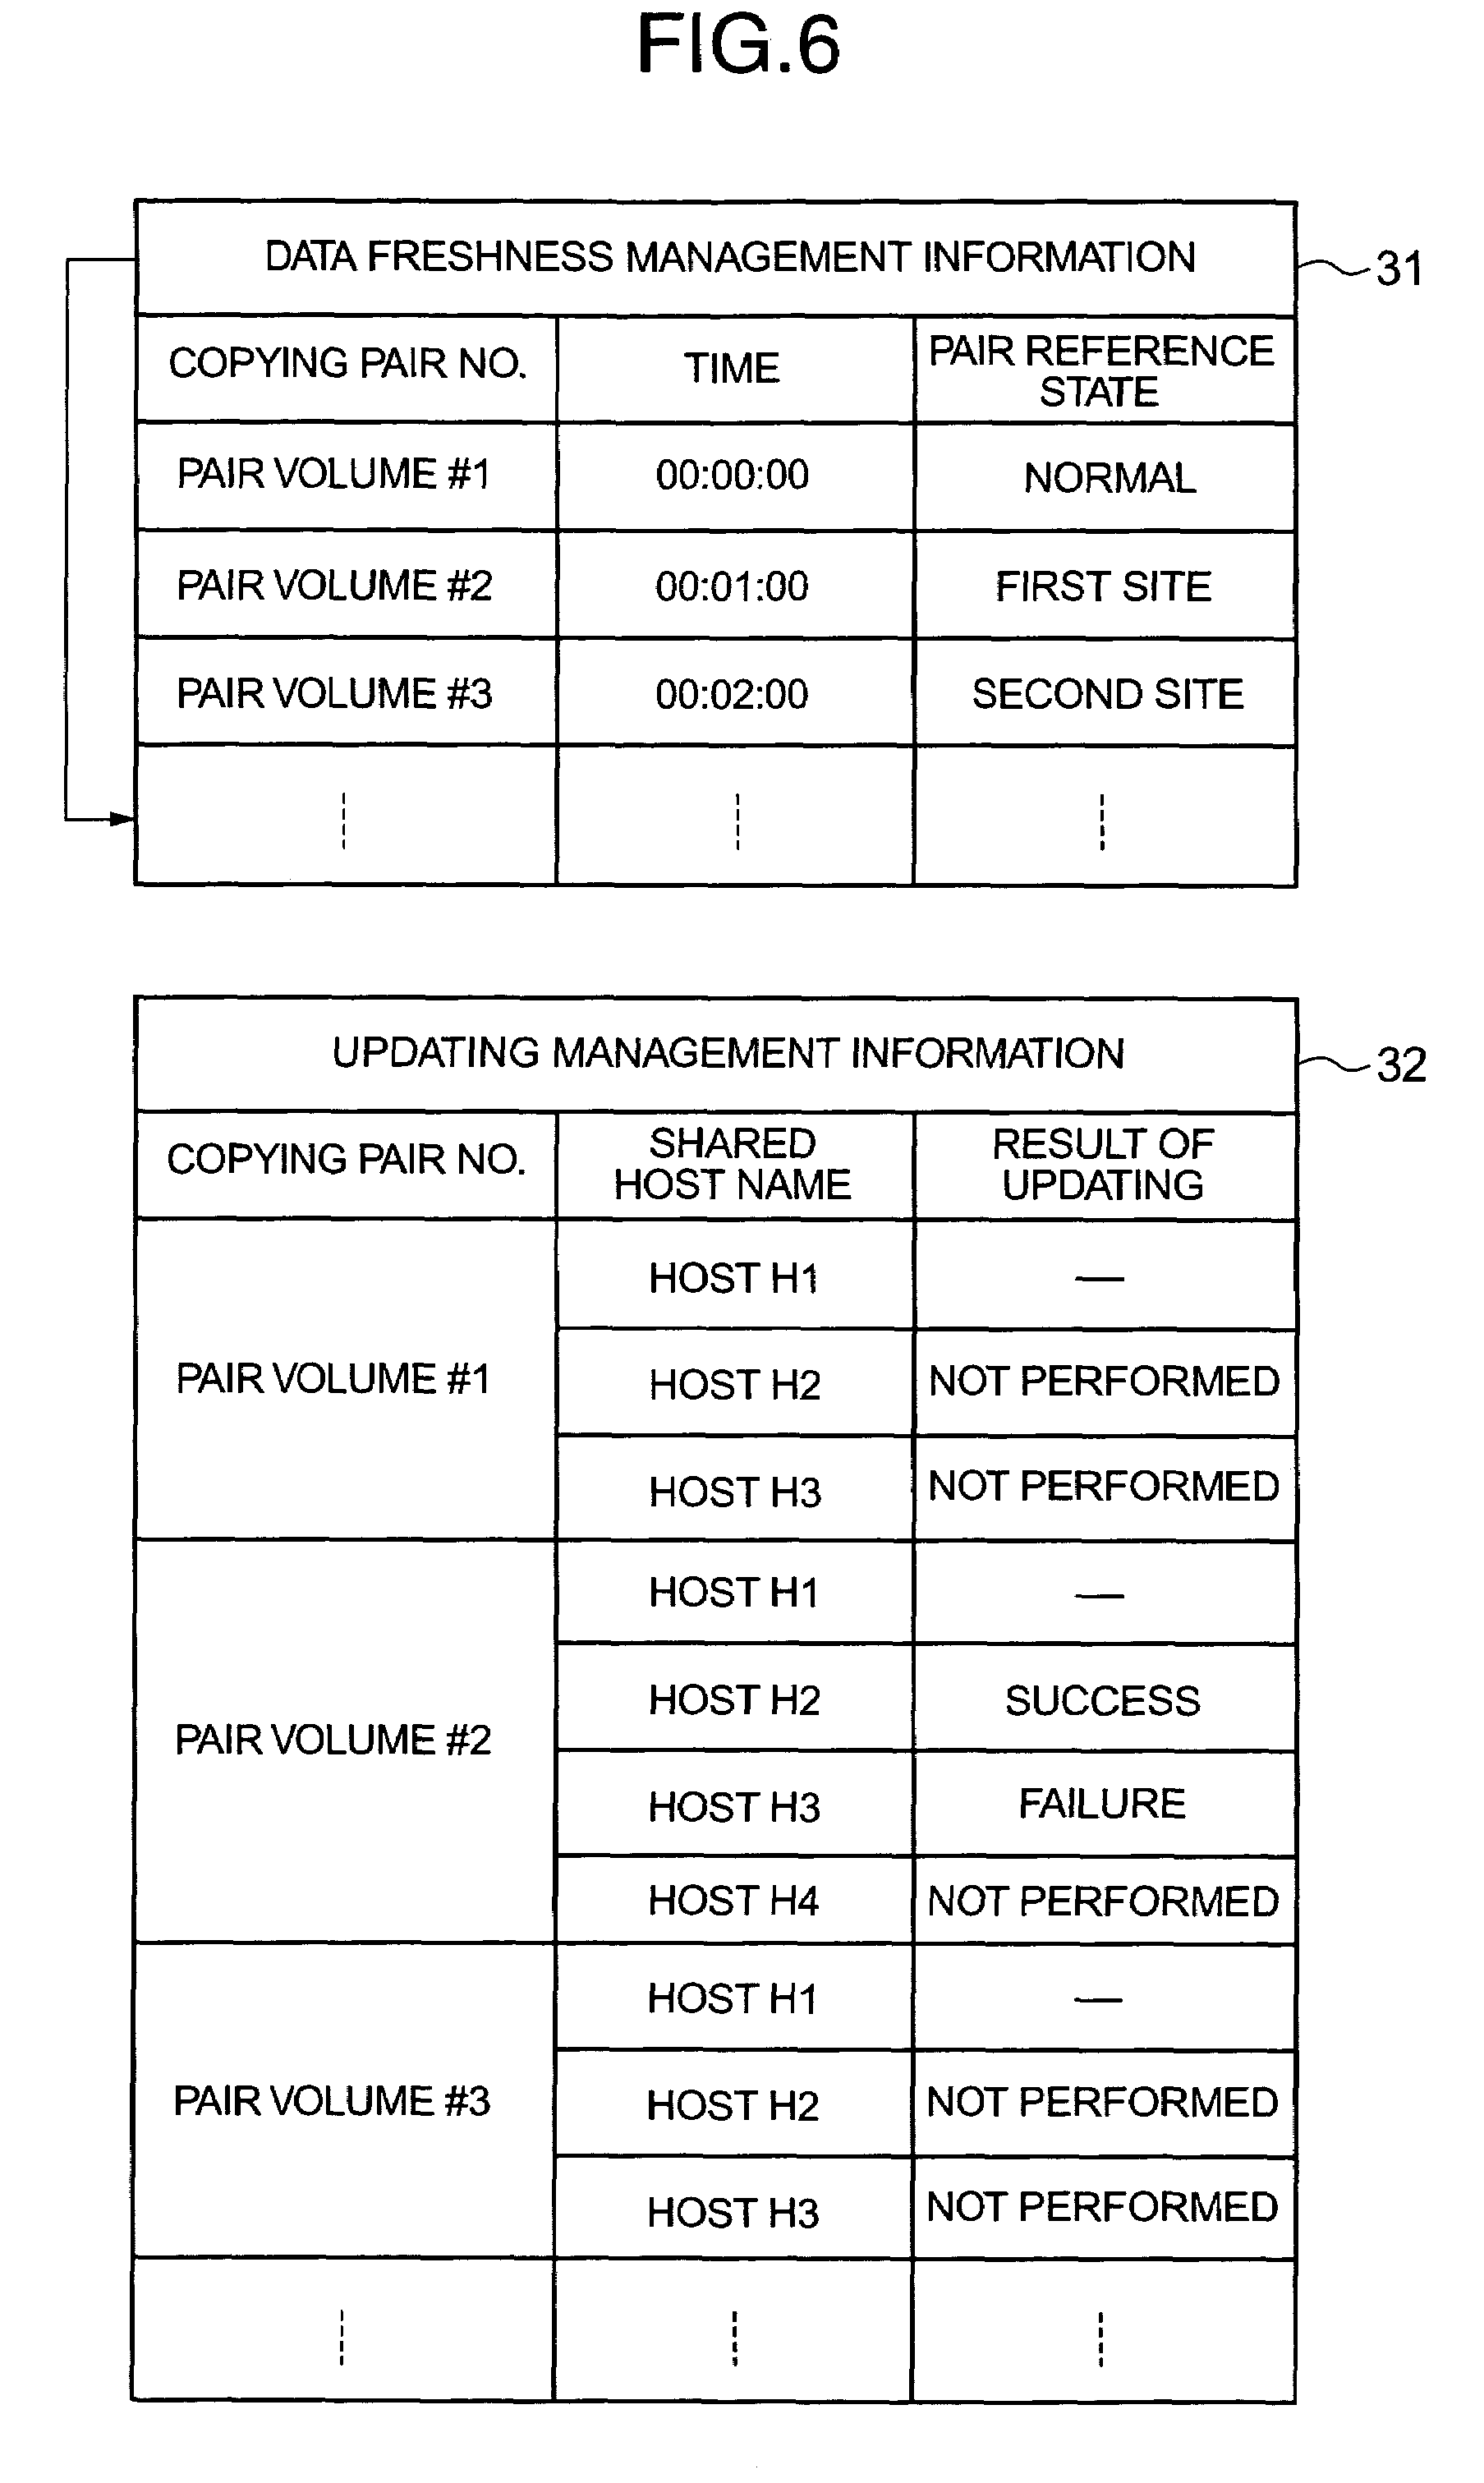 FIG.6
DATA FRESHNESS MANAGEMENT INFORMATION
31
COPYING PAIR NO.
TIME
PAIR REFERENCE
STATE
PAIR VOLUME #1
00:00:00
NORMAL
PAIR VOLUME #2
00:01:00
FIRST SITE
PAIR VOLUME #3
00:02:00
SECOND SITE
UPDATING MANAGEMENT INFORMATION
32
COPYING PAIR NO.
SHARED
HOST NAME
RESULT OF
UPDATING
PAIR VOLUME #1
HOST H1
—
HOST H2
NOT PERFORMED
HOST H3
NOT PERFORMED
PAIR VOLUME #2
HOST H1
—
HOST H2
SUCCESS
HOST H3
FAILURE
HOST H4
NOT PERFORMED
PAIR VOLUME #3
HOST H1
—
HOST H2
NOT PERFORMED
HOST H3
NOT PERFORMED